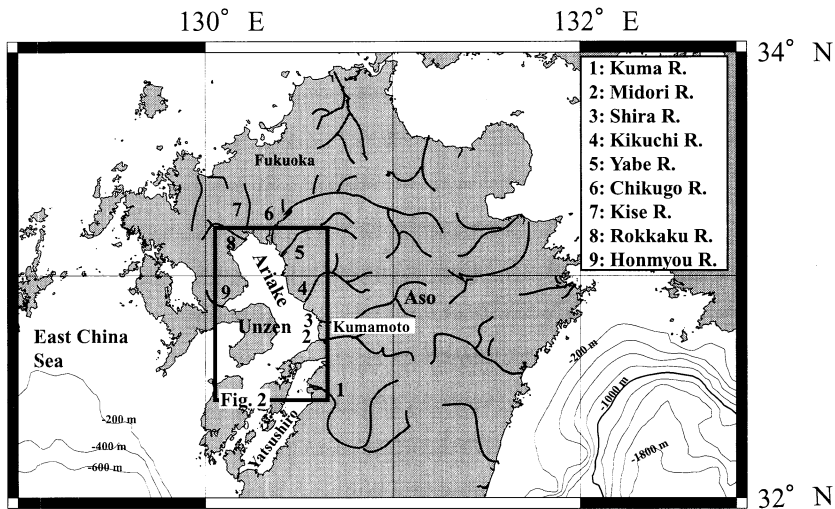 130° E
132° E
34° N
1: Kuma R.
2: Midori R.
3: Shira R.
4: Kikuchi R.
5: Yabe R.
6: Chikugo R.
7: Kise R.
8: Rokkaku R.
9: Honmyou R.
Fukuoka
7
6
8
5
Ariake
9
4
Aso
3
Unzen
Kumamoto
2
East China
Sea
-200 m
-1000 m
1
Fig. 2
-200 m
Yatsushiro
-400 m
-1800 m
-600 m
32° N